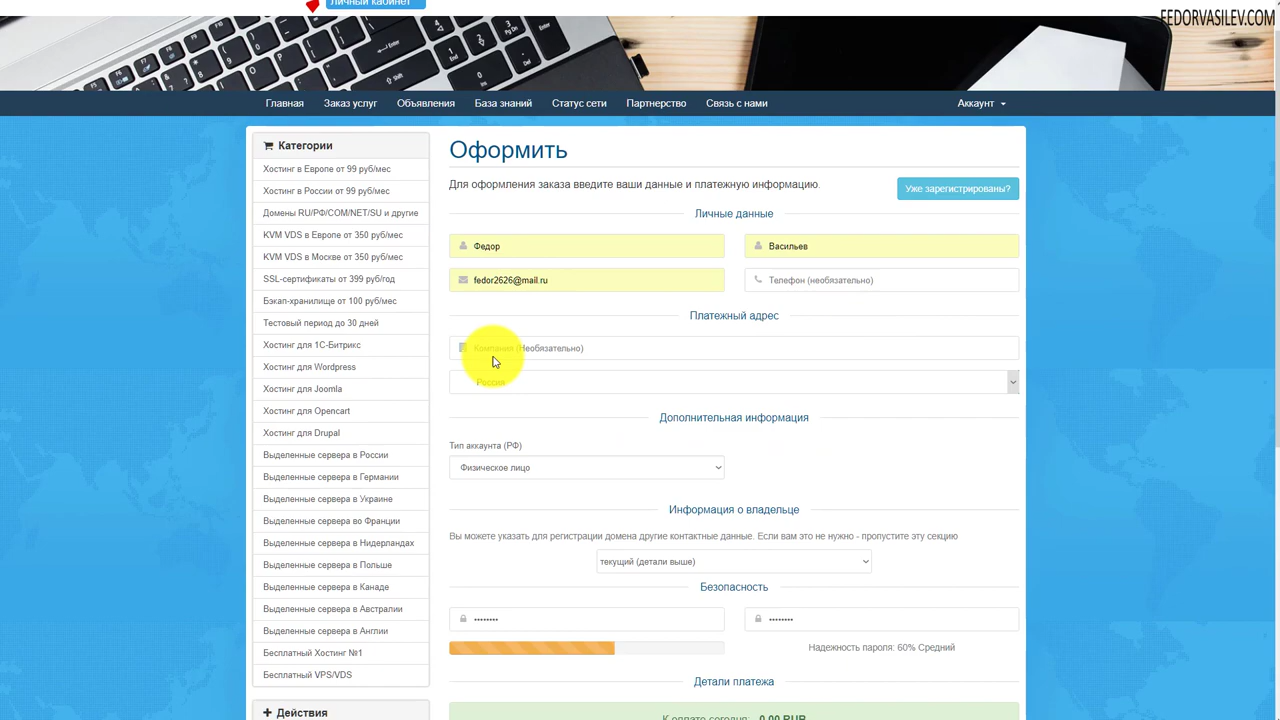 Личный кабинет
FEDORVASILEV.COM
Главная Заказ услуг Объявления База знаний Статус сети Партнерство Связь с нами Аккаунт
Категории
Хостинг в Европе от 99 руб/мес
Хостинг в России от 99 руб/мес
Домены RU/РФ/COM/NET/SU и другие
KVM VDS в Европе от 350 руб/мес
KVM VDS в Москве от 350 руб/мес
SSL-сертификаты от 399 руб/год
Бэкап-хранилище от 100 руб/мес
Тестовый период до 30 дней
Хостинг для 1С-Битрикс
Хостинг для Wordpress
Хостинг для Joomla
Хостинг для Opencart
Хостинг для Drupal
Выделенные сервера в России
Выделенные сервера в Германии
Выделенные сервера в Украине
Выделенные сервера во Франции
Выделенные сервера в Нидерландах
Выделенные сервера в Польше
Выделенные сервера в Канаде
Выделенные сервера в Австралии
Выделенные сервера в Англии
Бесплатный Хостинг №1
Бесплатный VPS/VDS
Действия
Оформить
Для оформления заказа введите ваши данные и платежную информацию.
Уже зарегистрированы?
Личные данные
Федор Васильев
fedor2626@mail.ru Телефон (необязательно)
Платежный адрес
Компания (Необязательно)
Россия
Дополнительная информация
Тип аккаунта (РФ)
Физическое лицо
Информация о владельце
Вы можете указать для регистрации домена другие контактные данные. Если вам это не нужно - пропустите эту секцию
текущий (детали выше)
Безопасность
•••••••• ••••••••
Надежность пароля: 60% Средний
Детали платежа
К оплате сегодня: 0.00 RUB